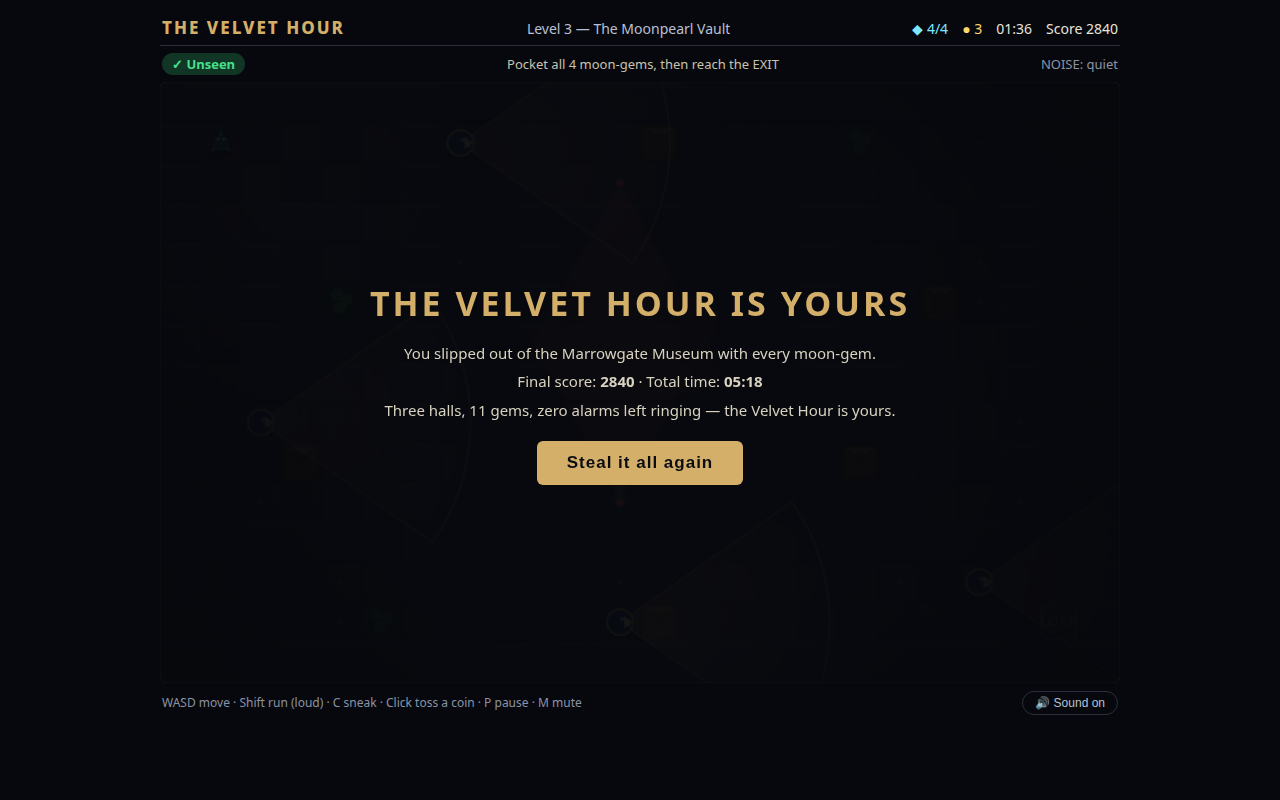 THE VELVET HOUR
Level 3 — The Moonpearl Vault
◆ 4/4 ● 3 01:36 Score 2840
✓ Unseen
Pocket all 4 moon-gems, then reach the EXIT
NOISE: quiet
THE VELVET HOUR IS YOURS
You slipped out of the Marrowgate Museum with every moon-gem.
Final score: 2840 · Total time: 05:18
Three halls, 11 gems, zero alarms left ringing — the Velvet Hour is yours.
Steal it all again
WASD move · Shift run (loud) · C sneak · Click toss a coin · P pause · M mute
🔊 Sound on